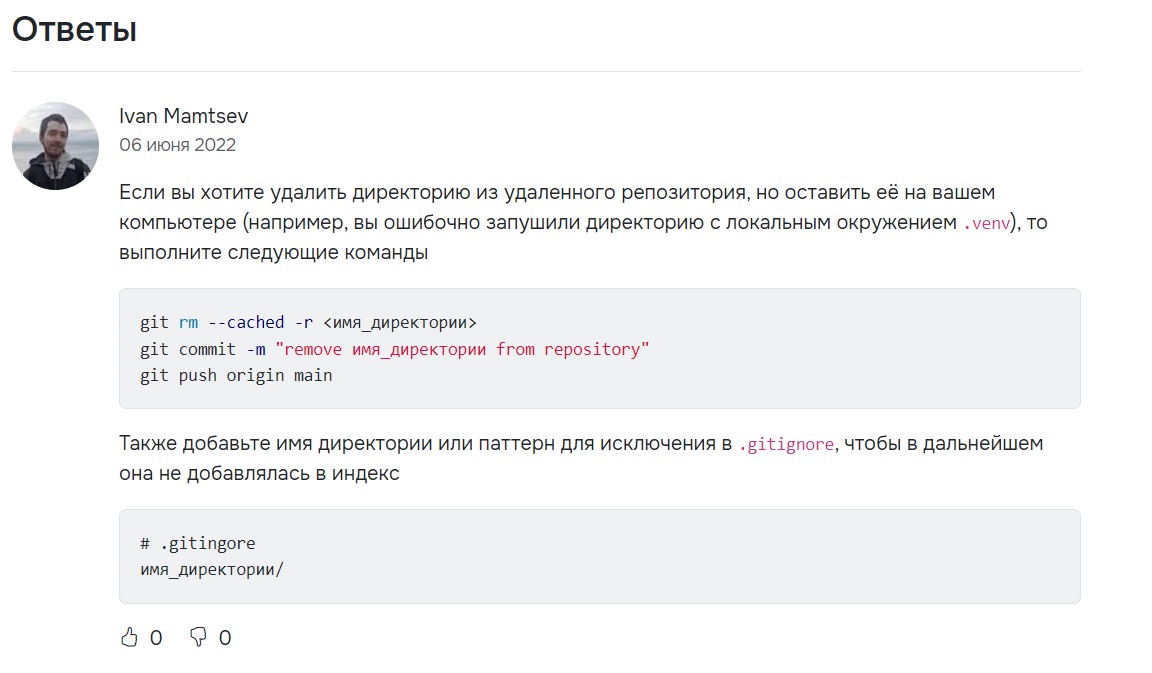 Ответы
Ivan Mamtsev
06 июня 2022
Если вы хотите удалить директорию из удаленного репозитория, но оставить её на вашем
компьютере (например, вы ошибочно запушили директорию с локальным окружением .venv), то
выполните следующие команды
git rm --cached -r <имя_директории>
git commit -m "remove имя_директории from repository"
git push origin main
Также добавьте имя директории или паттерн для исключения в .gitignore, чтобы в дальнейшем
она не добавлялась в индекс
# .gitingore
имя_директории/
0 0